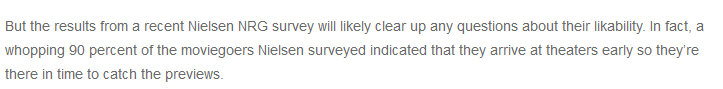 But the results from a recent Nielsen NRG survey will likely clear up any questions about their likability. In fact, a
whopping 90 percent of the moviegoers Nielsen surveyed indicated that they arrive at theaters early so they're
there in time to catch the previews.